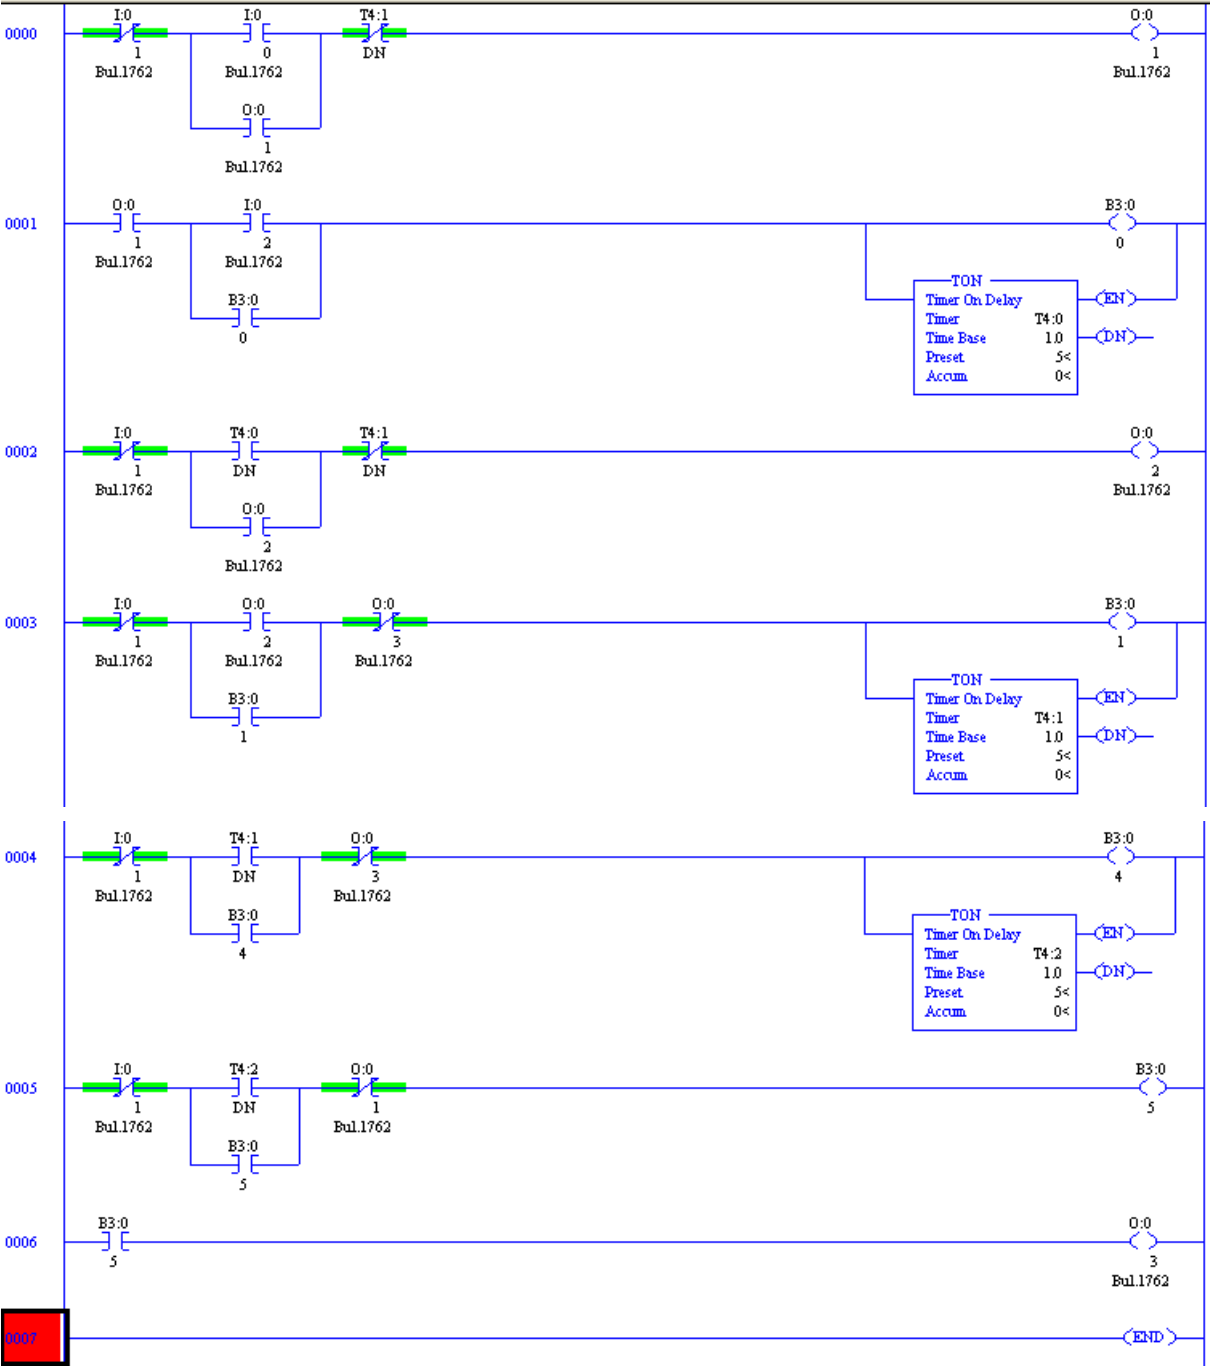 I:0 I:0 T4:1 O:0
0000
1 0 DN 1
Bul.1762 Bul.1762 Bul.1762
O:0
1
Bul.1762
O:0 I:0 B3:0
0001
1 2 0
Bul.1762 Bul.1762
TON
B3:0 Timer On Delay EN
Timer T4:0
0 Time Base 1.0 DN
Preset 5<
Accum 0<
I:0 T4:0 T4:1 O:0
0002
1 DN DN 2
Bul.1762 Bul.1762
O:0
2
Bul.1762
I:0 O:0 O:0 B3:0
0003
1 2 3 1
Bul.1762 Bul.1762 Bul.1762
TON
B3:0 Timer On Delay EN
Timer T4:1
1 Time Base 1.0 DN
Preset 5<
Accum 0<
I:0 T4:1 O:0 B3:0
0004
1 DN 3 4
Bul.1762 Bul.1762
B3:0 TON
Timer On Delay EN
4 Timer T4:2
Time Base 1.0 DN
Preset 5<
Accum 0<
I:0 T4:2 O:0 B3:0
0005
1 DN 1 5
Bul.1762 Bul.1762
B3:0
5
B3:0 O:0
0006
5 3
Bul.1762
0007 END